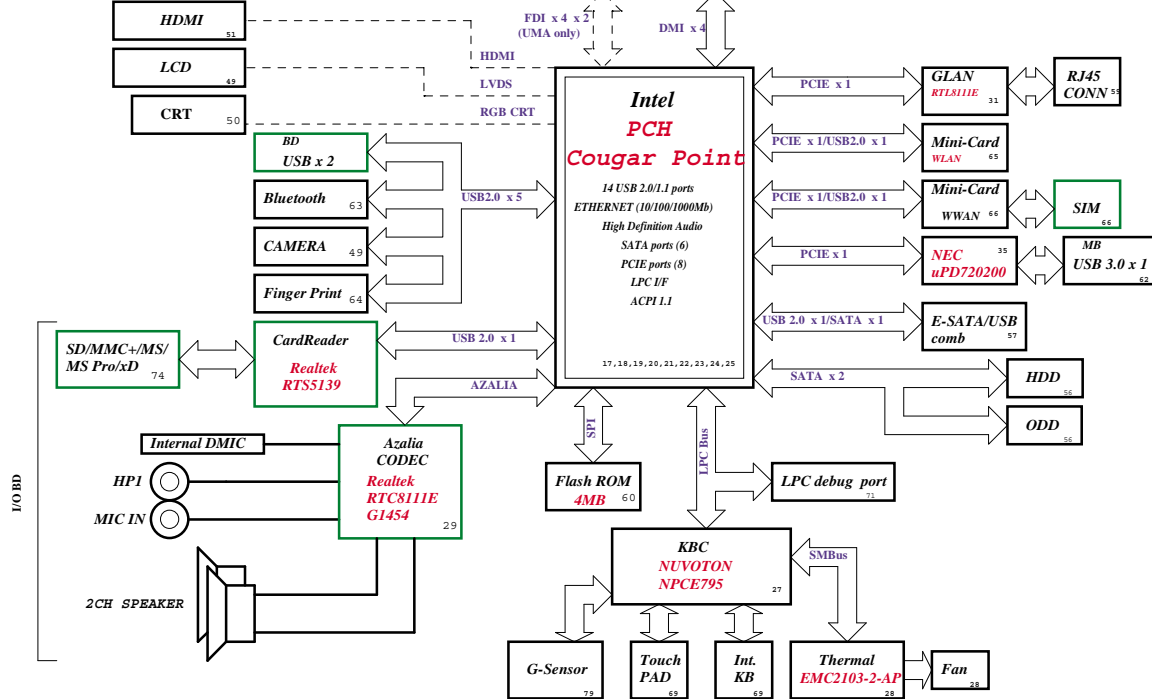 HDMI
51
LCD
49
CRT
50
FDI x 4 x 2
(UMA only)
DMI x 4
HDMI
LVDS
RGB CRT
BD
USB x 2
Bluetooth
63
CAMERA
49
Finger Print
64
USB2.0 x 5
Intel
PCH
Cougar Point
14 USB 2.0/1.1 ports
ETHERNET (10/100/1000Mb)
High Definition Audio
SATA ports (6)
PCIE ports (8)
LPC I/F
ACPI 1.1
17,18,19,20,21,22,23,24,25
PCIE x 1
GLAN
RTL8111E
31
RJ45
CONN
59
PCIE x 1/USB2.0 x 1
Mini-Card
WLAN
65
PCIE x 1/USB2.0 x 1
Mini-Card
WWAN
66
SIM
66
PCIE x 1
NEC
uPD720200
35
MB
USB 3.0 x 1
62
USB 2.0 x 1/SATA x 1
E-SATA/USB
comb
57
SATA x 2
HDD
56
ODD
56
I/O BD
SD/MMC+/MS/
MS Pro/xD
74
CardReader
Realtek
RTS5139
USB 2.0 x 1
AZALIA
Internal DMIC
HP1
MIC IN
2CH SPEAKER
Azalia
CODEC
Realtek
RTC8111E
G1454
29
SPI
Flash ROM
4MB
60
LPC Bus
LPC debug port
71
KBC
NUVOTON
NPCE795
27
SMBus
G-Sensor
79
Touch
PAD
69
Int.
KB
69
Thermal
EMC2103-2-AP
28
Fan
28